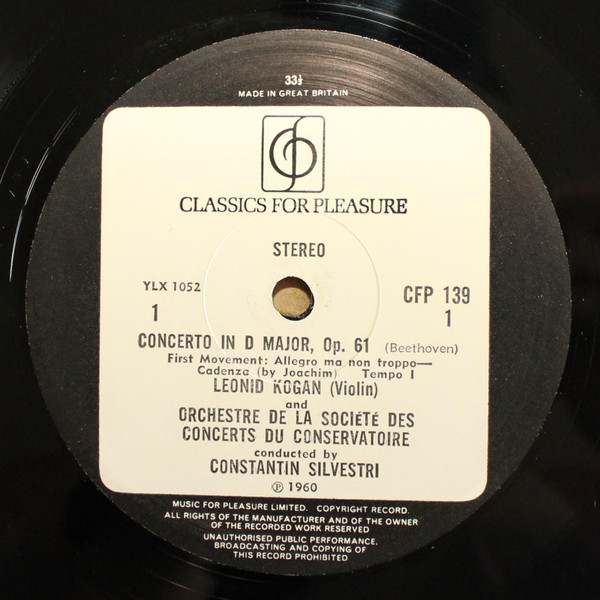 33⅓
MADE IN GREAT BRITAIN
CLASSICS FOR PLEASURE
STEREO
YLX 1052
1
CFP 139
1
CONCERTO IN D MAJOR, Op. 61 (Beethoven)
First Movement: Allegro ma non troppo—
Cadenza (by Joachim) Tempo I
LEONID KOGAN (Violin)
and
ORCHESTRE DE LA SOCIÉTÉ DES
CONCERTS DU CONSERVATOIRE
conducted by
CONSTANTIN SILVESTRI
℗ 1960
MUSIC FOR PLEASURE LIMITED. COPYRIGHT RECORD.
ALL RIGHTS OF THE MANUFACTURER AND OF THE OWNER
OF THE RECORDED WORK RESERVED
UNAUTHORISED PUBLIC PERFORMANCE,
BROADCASTING AND COPYING OF
THIS RECORD PROHIBITED